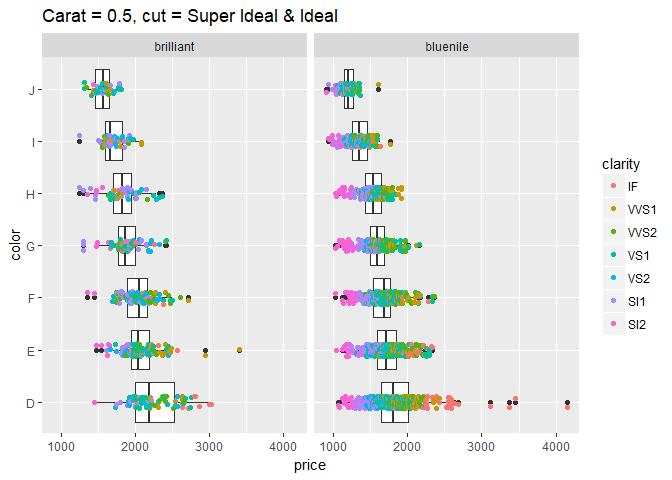 Carat = 0.5, cut = Super Ideal & Ideal
brilliant
bluenile
J
I
H
G
F
E
D
color
1000
2000
3000
4000
1000
2000
3000
4000
price
clarity
IF
VVS1
VVS2
VS1
VS2
SI1
SI2